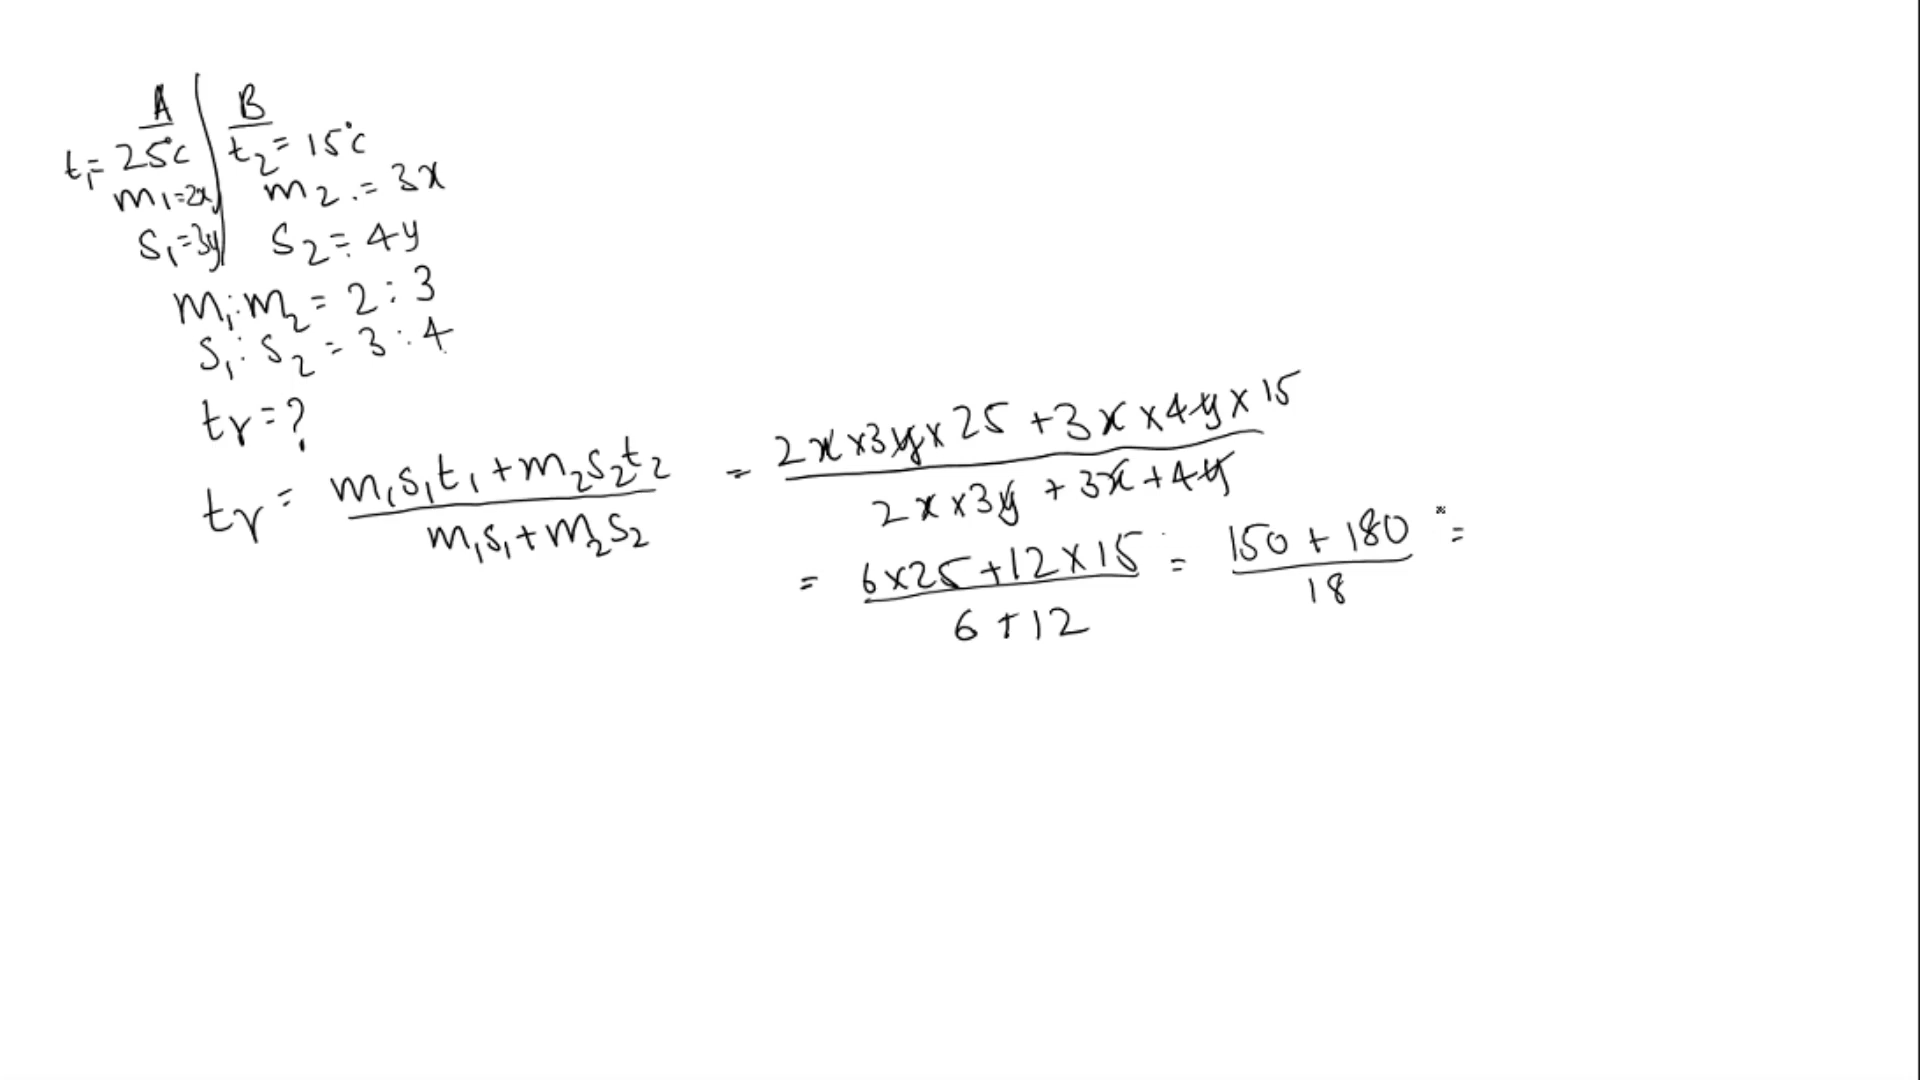 A | B
t₁= 25°c | t₂= 15°c
m₁=2x | m₂.= 3x
S₁=3y | S₂= 4y
m₁:m₂ = 2:3
S₁:S₂ = 3:4
tr=?
tr= (m₁s₁t₁+m₂s₂t₂)/(m₁s₁+m₂s₂) = (2x×3y×25+3x×4y×15)/(2x×3y+3x+4y)
= (6×25+12×15)/(6+12) = (150+180)/18 =